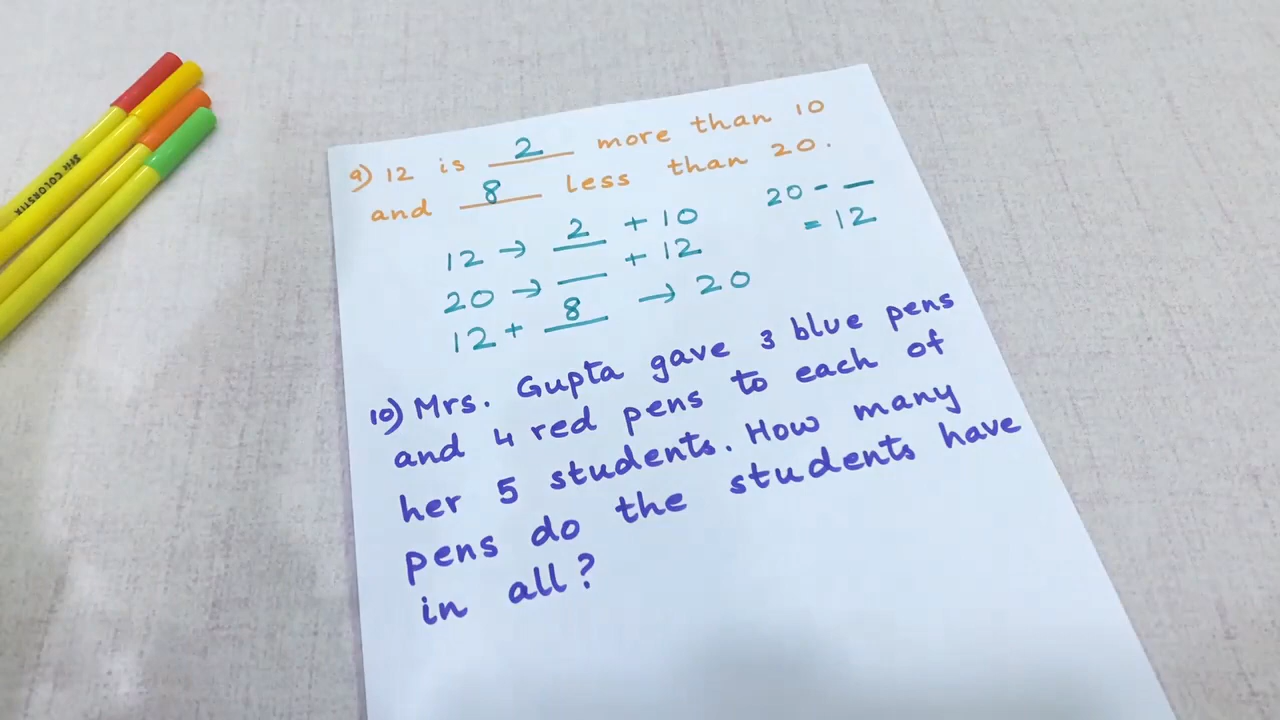 9) 12 is 2 more than 10
and 8 less than 20.
12 → 2 + 10
20 - __
= 12
20 → __ + 12
12 + 8 → 20
10) Mrs. Gupta gave 3 blue pens
and 4 red pens to each of
her 5 students. How many
pens do the students have
in all?
STIC COLORSTIX